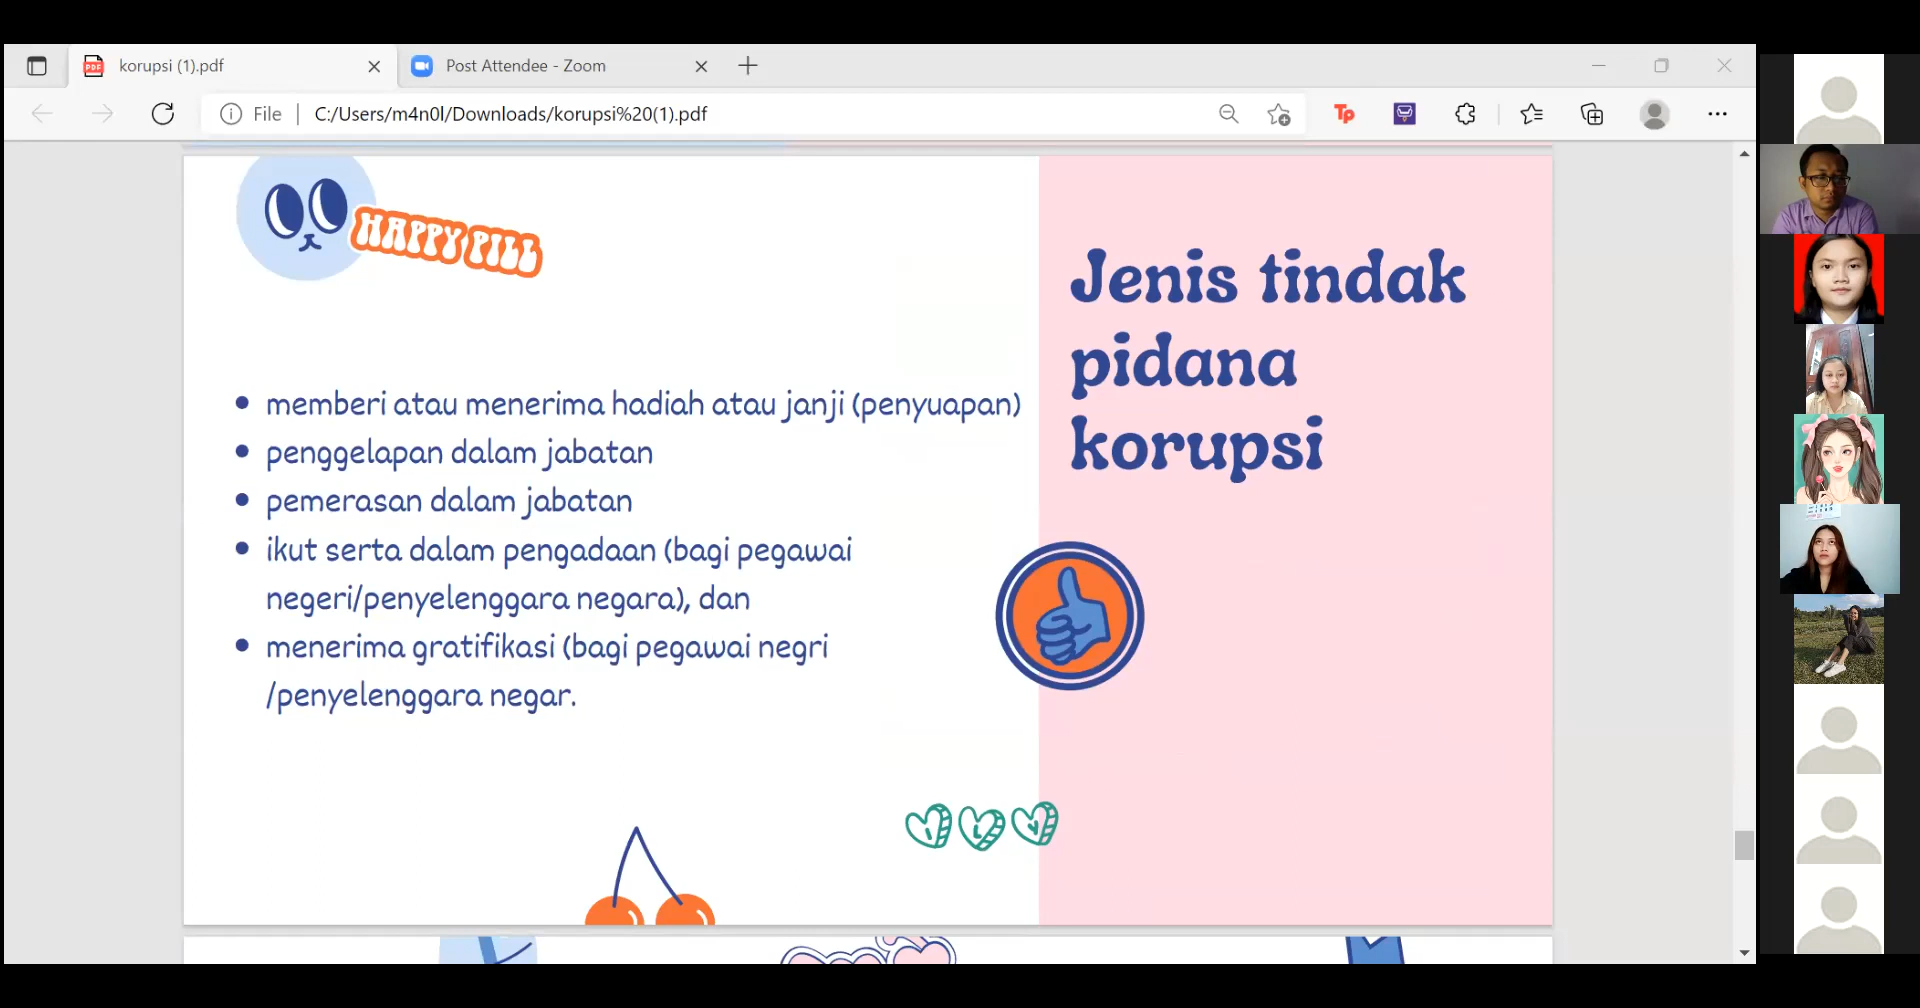 korupsi (1).pdf
Post Attendee - Zoom
File
C:/Users/m4n0l/Downloads/korupsi%20(1).pdf
Tp
PDF
HAPPY PILL
Jenis tindak
pidana
korupsi
memberi atau menerima hadiah atau janji (penyuapan)
penggelapan dalam jabatan
pemerasan dalam jabatan
ikut serta dalam pengadaan (bagi pegawai
negeri/penyelenggara negara), dan
menerima gratifikasi (bagi pegawai negri
/penyelenggara negar.